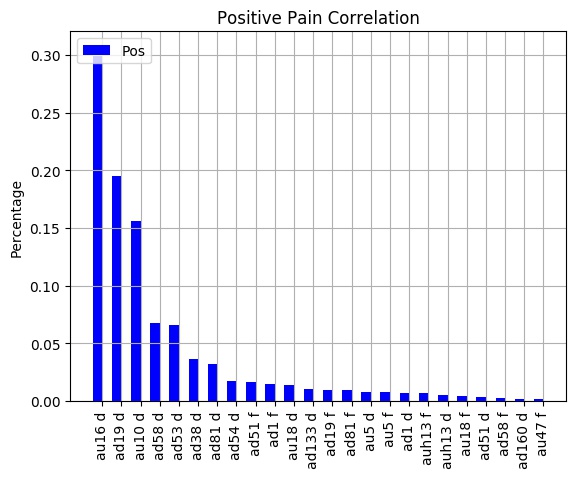 Positive Pain Correlation
Pos
Percentage
0.30
0.25
0.20
0.15
0.10
0.05
0.00
au16 d
ad19 d
au10 d
ad58 d
ad53 d
ad38 d
ad81 d
ad54 d
ad51 f
ad1 f
au18 d
ad133 d
ad19 f
ad81 f
au5 d
au5 f
ad1 d
auh13 f
auh13 d
au18 f
ad51 d
ad58 f
ad160 d
au47 f